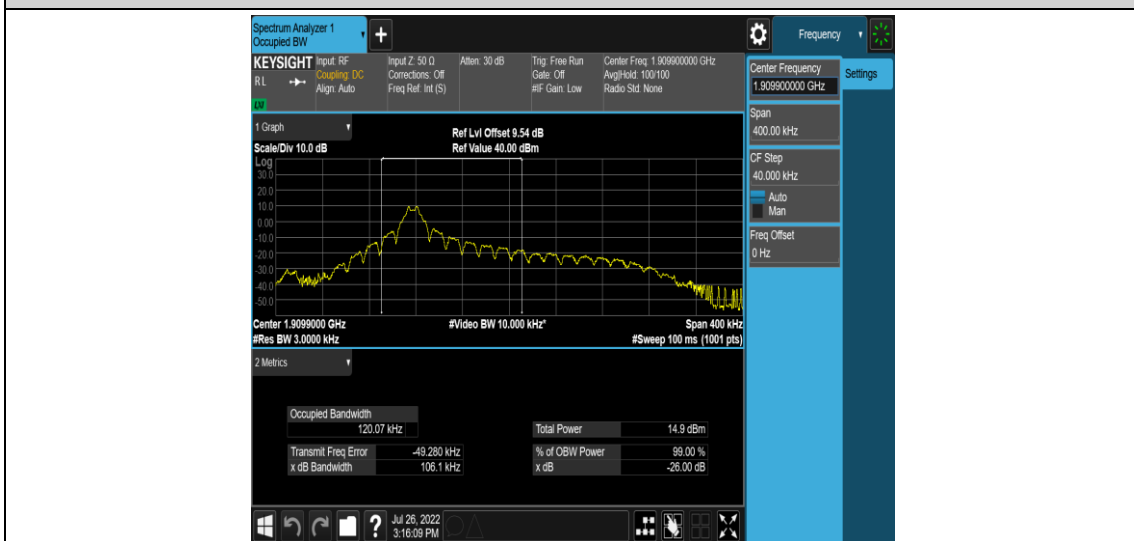 Spectrum Analyzer 1
Occupied BW
+
Frequency
KEYSIGHT
RL
LXI
Input: RF
Coupling: DC
Align: Auto
Input Z: 50 Ω
Corrections: Off
Freq Ref: Int (S)
Atten: 30 dB
Trig: Free Run
Gate: Off
#IF Gain: Low
Center Freq: 1.909900000 GHz
Avg|Hold: 100/100
Radio Std: None
Center Frequency
1.909900000 GHz
Settings
Span
400.00 kHz
CF Step
40.000 kHz
Auto
Man
Freq Offset
0 Hz
1 Graph
Scale/Div 10.0 dB
Ref Lvl Offset 9.54 dB
Ref Value 40.00 dBm
Log
30.0
20.0
10.0
0.00
-10.0
-20.0
-30.0
-40.0
-50.0
Center 1.9099000 GHz
#Video BW 10.000 kHz*
Span 400 kHz
#Res BW 3.0000 kHz
#Sweep 100 ms (1001 pts)
2 Metrics
Occupied Bandwidth
120.07 kHz
Total Power 14.9 dBm
Transmit Freq Error -49.280 kHz
% of OBW Power 99.00 %
x dB Bandwidth 106.1 kHz
x dB -26.00 dB
?
Jul 26, 2022
3:16:09 PM